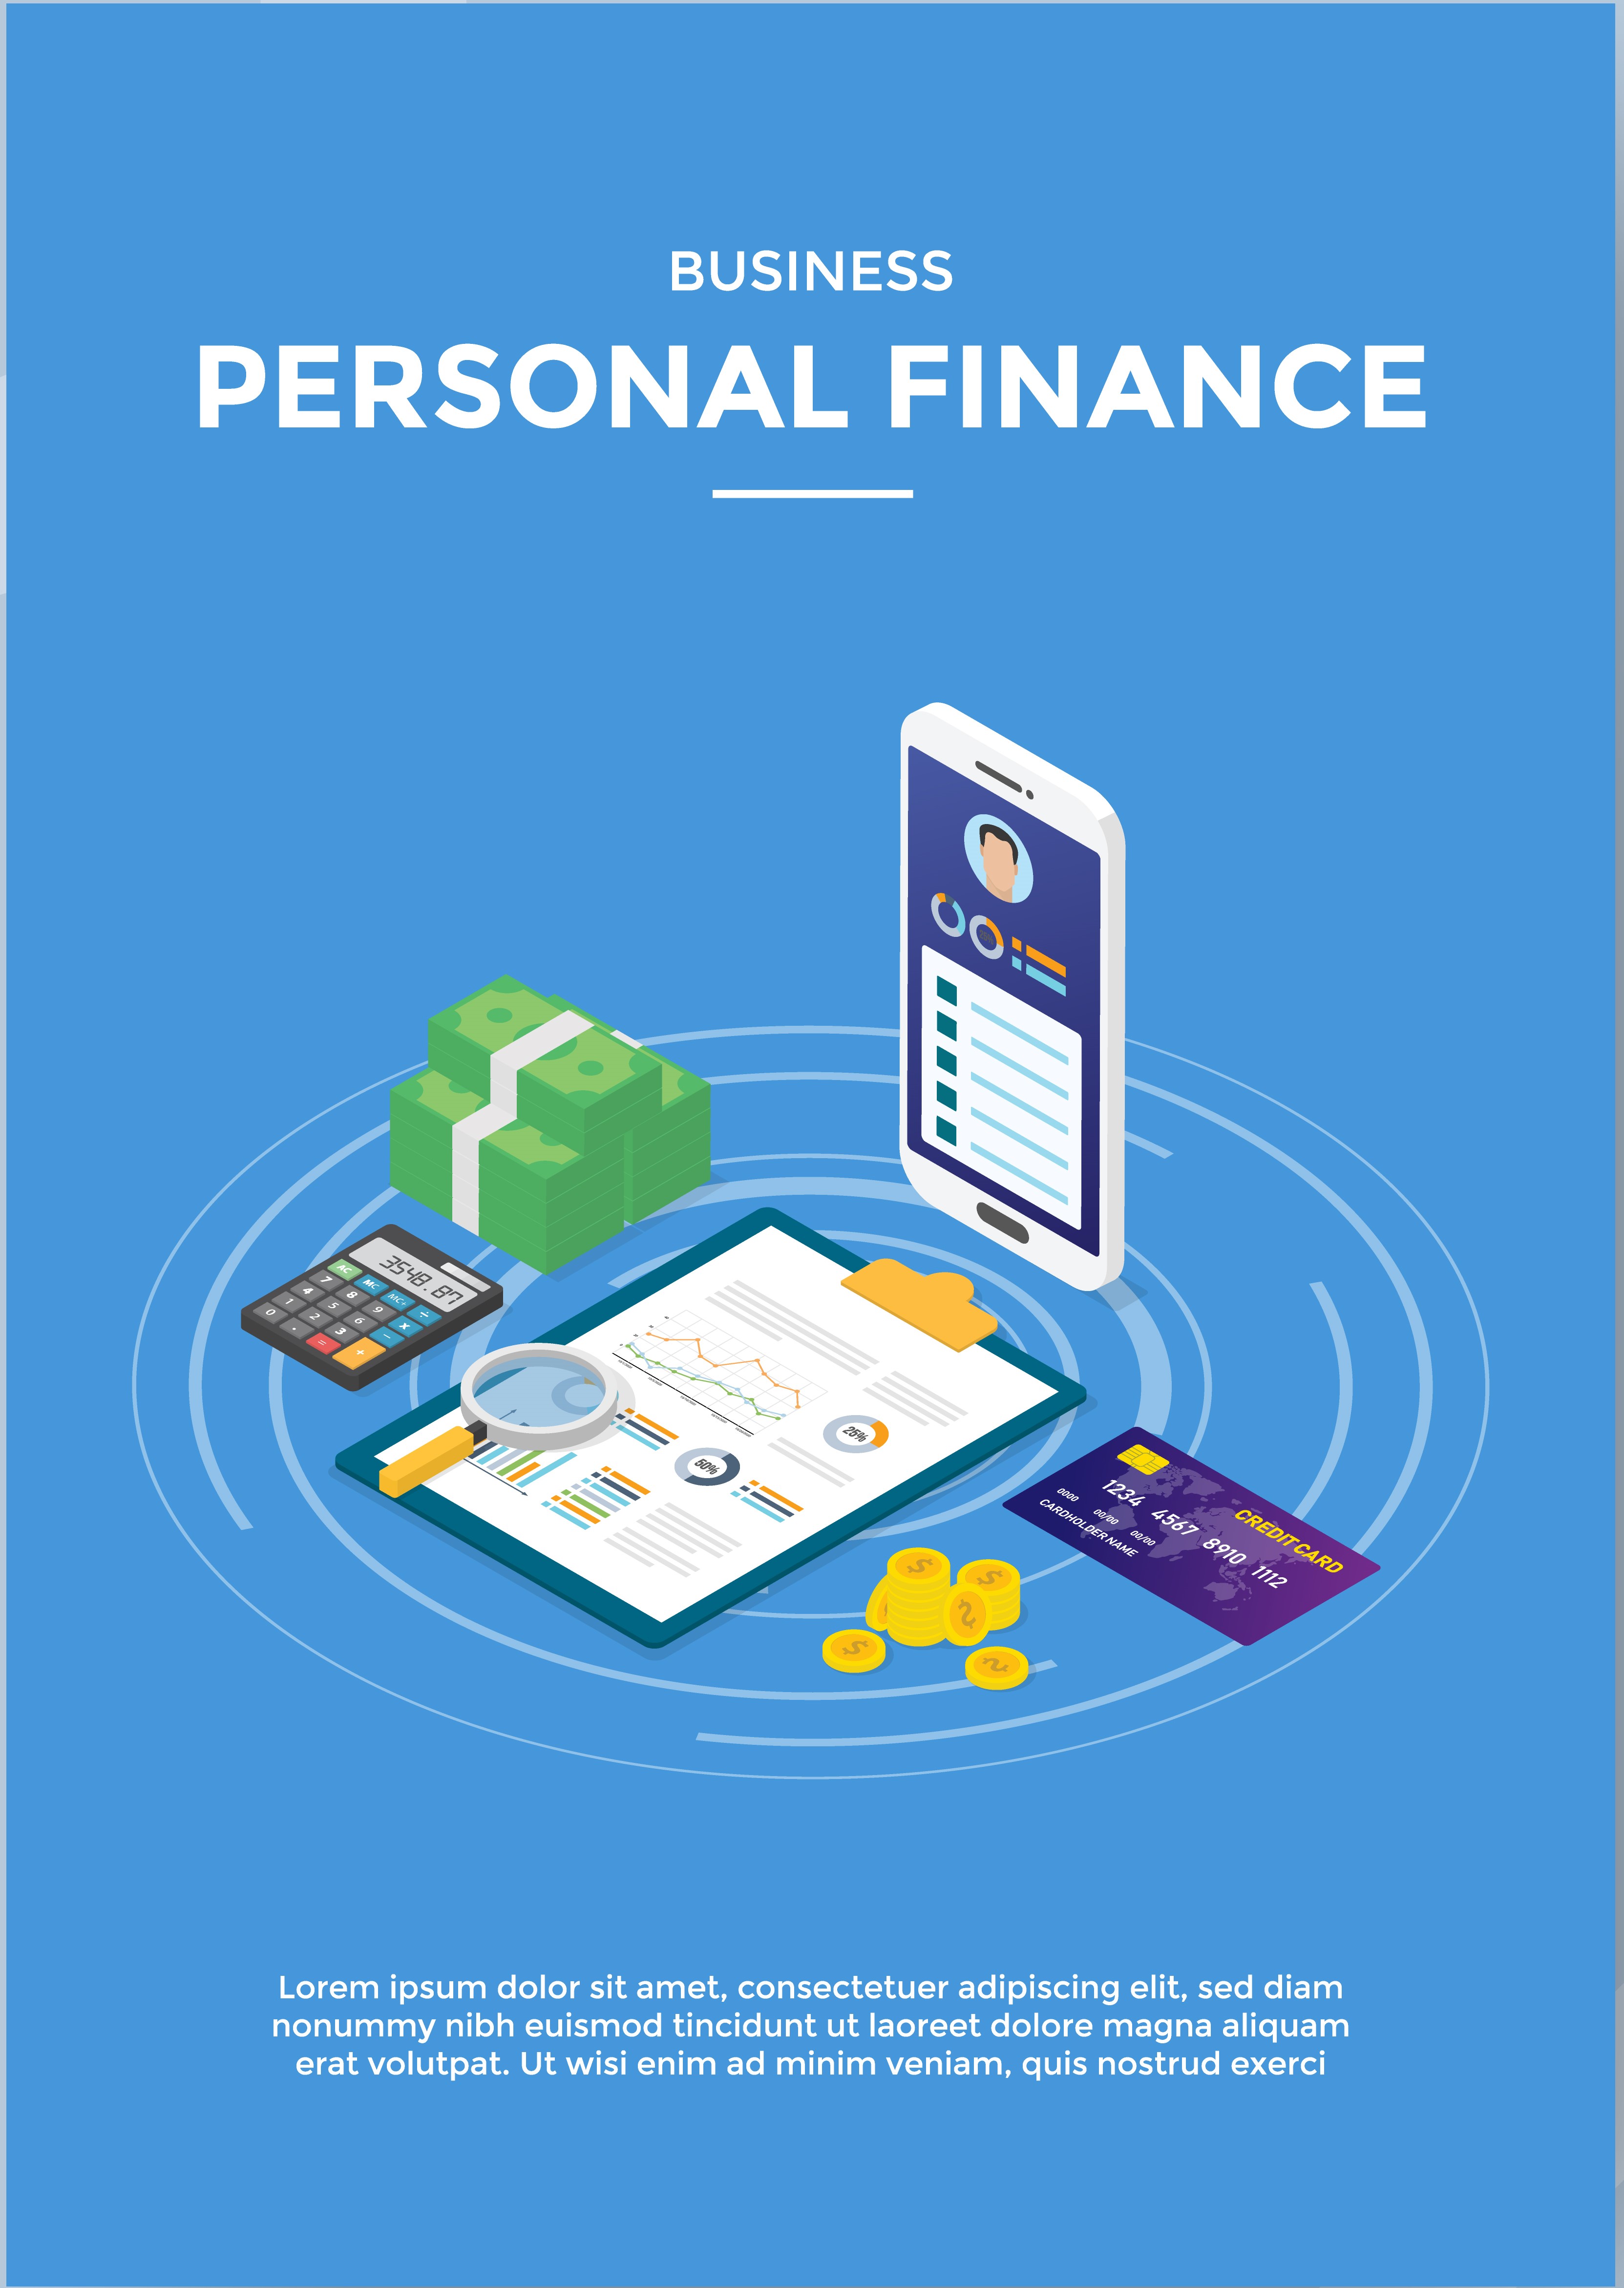 BUSINESS
PERSONAL FINANCE
3548.87
AC MC MC+ ÷
7 8 9 x
4 5 6 −
1 2 3 +
0 . =
25%
50%
CREDIT CARD
1234 4567 8910 1112
0000 00/00 00/00
CARDHOLDER NAME
Lorem ipsum dolor sit amet, consectetuer adipiscing elit, sed diam
nonummy nibh euismod tincidunt ut laoreet dolore magna aliquam
erat volutpat. Ut wisi enim ad minim veniam, quis nostrud exerci